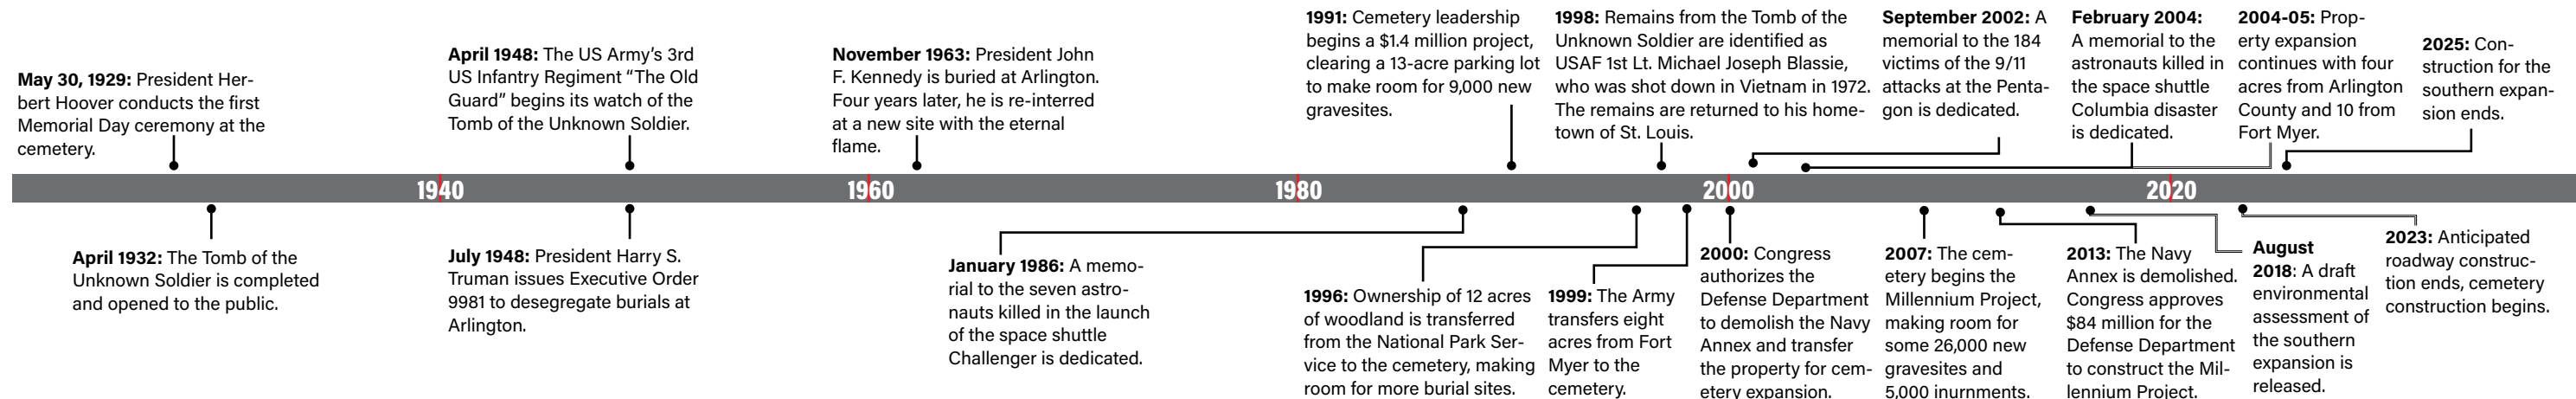 May 30, 1929: President Her-
bert Hoover conducts the first
Memorial Day ceremony at the
cemetery.
April 1948: The US Army’s 3rd
US Infantry Regiment “The Old
Guard” begins its watch of the
Tomb of the Unknown Soldier.
November 1963: President John
F. Kennedy is buried at Arlington.
Four years later, he is re-interred
at a new site with the eternal
flame.
1991: Cemetery leadership
begins a $1.4 million project,
clearing a 13-acre parking lot
to make room for 9,000 new
gravesites.
1998: Remains from the Tomb of the
Unknown Soldier are identified as
USAF 1st Lt. Michael Joseph Blassie,
who was shot down in Vietnam in 1972.
The remains are returned to his home-
town of St. Louis.
September 2002: A
memorial to the 184
victims of the 9/11
attacks at the Penta-
gon is dedicated.
February 2004:
A memorial to the
astronauts killed in
the space shuttle
Columbia disaster
is dedicated.
2004-05: Prop-
erty expansion
continues with four
acres from Arlington
County and 10 from
Fort Myer.
2025: Con-
struction for the
southern expan-
sion ends.
1940
1960
1980
2000
2020
April 1932: The Tomb of the
Unknown Soldier is completed
and opened to the public.
July 1948: President Harry S.
Truman issues Executive Order
9981 to desegregate burials at
Arlington.
January 1986: A memo-
rial to the seven astro-
nauts killed in the launch
of the space shuttle
Challenger is dedicated.
1996: Ownership of 12 acres
of woodland is transferred
from the National Park Ser-
vice to the cemetery, making
room for more burial sites.
1999: The Army
transfers eight
acres from Fort
Myer to the
cemetery.
2000: Congress
authorizes the
Defense Department
to demolish the Navy
Annex and transfer
the property for cem-
etery expansion.
2007: The cem-
etery begins the
Millennium Project,
making room for
some 26,000 new
gravesites and
5,000 inurnments.
2013: The Navy
Annex is demolished.
Congress approves
$84 million for the
Defense Department
to construct the Mil-
lennium Project.
August
2018: A draft
environmental
assessment of
the southern
expansion is
released.
2023: Anticipated
roadway construc-
tion ends, cemetery
construction begins.